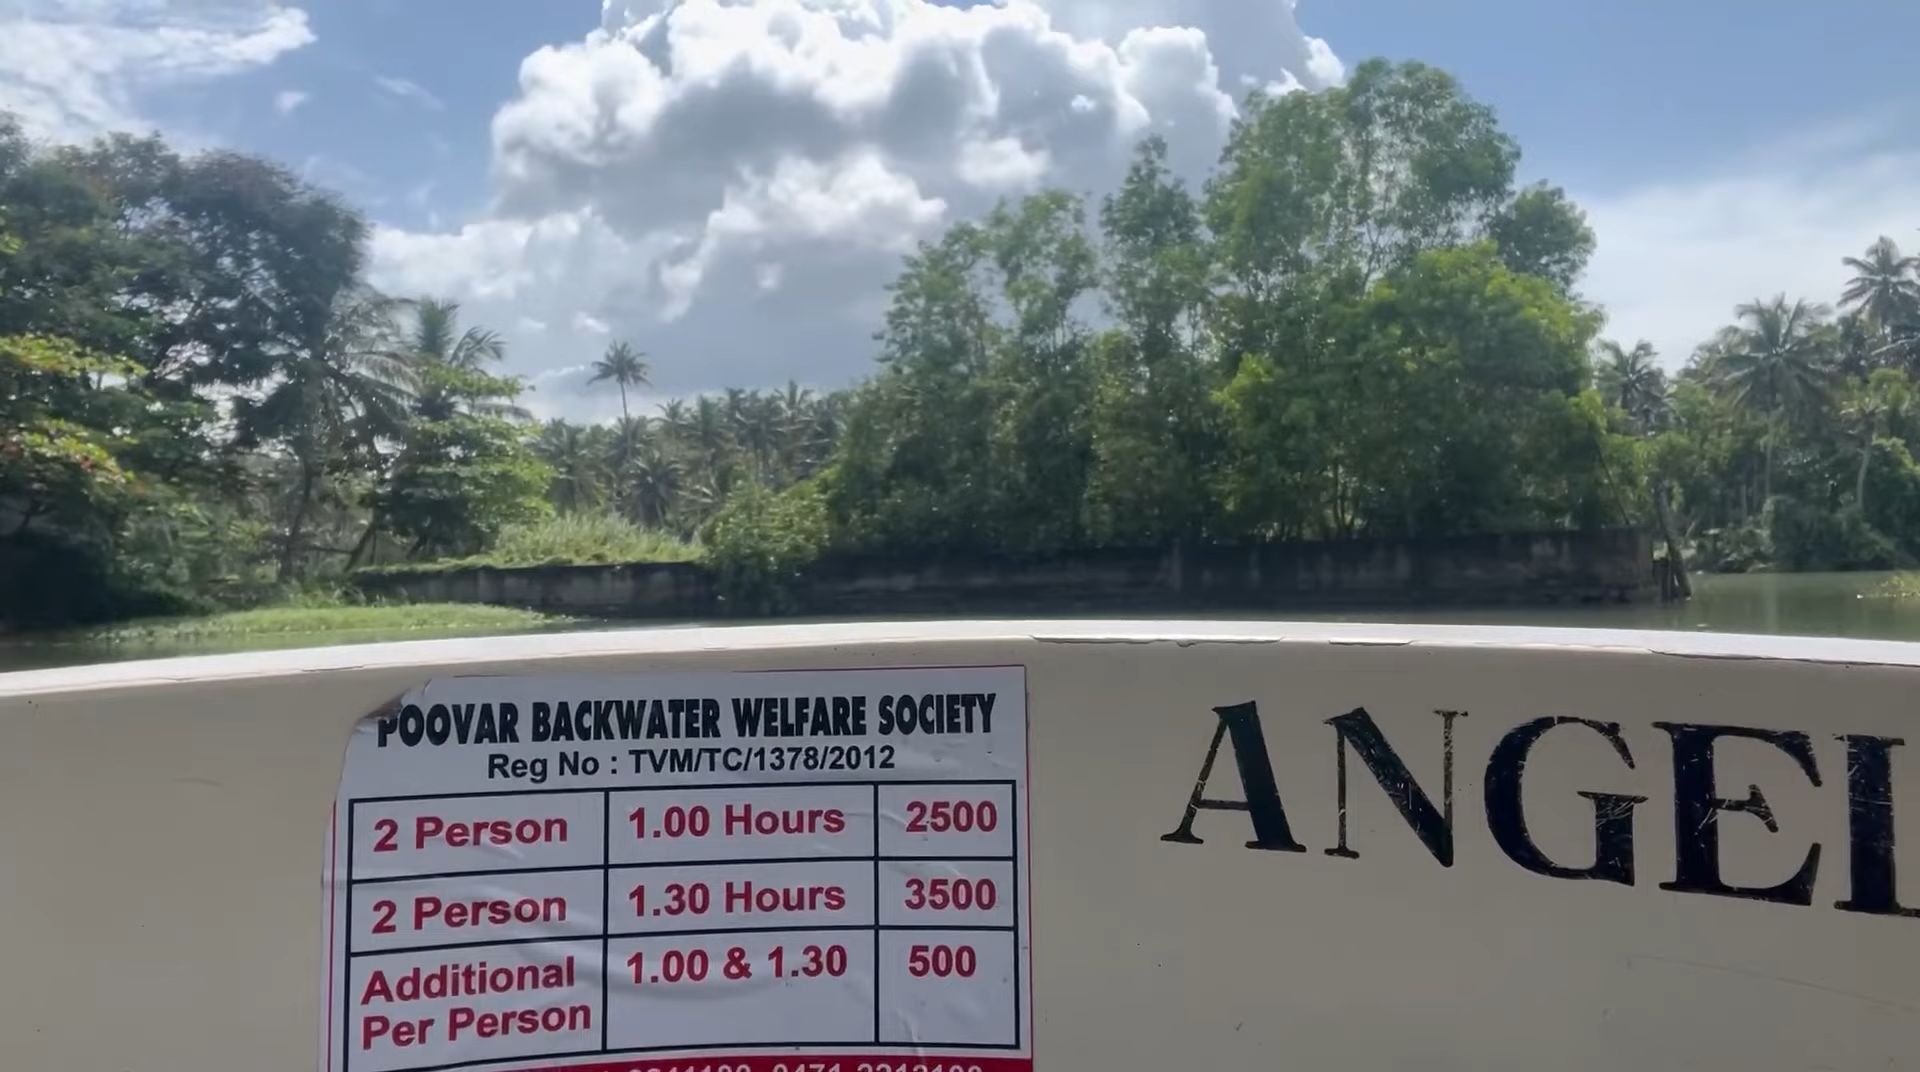 POOVAR BACKWATER WELFARE SOCIETY
Reg No : TVM/TC/1378/2012
2 Person 1.00 Hours 2500
2 Person 1.30 Hours 3500
Additional Per Person 1.00 & 1.30 500
ANGEL